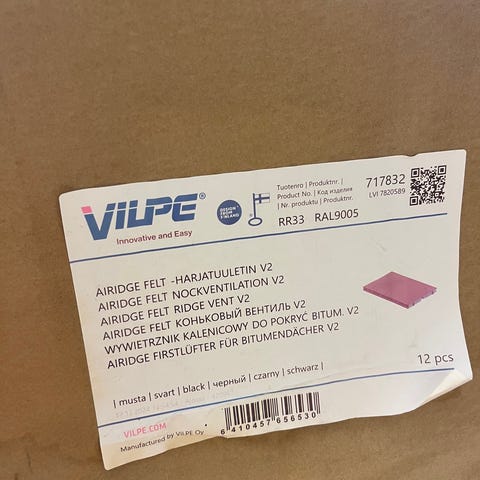 VILPE®
Innovative and Easy
DESIGN FROM FINLAND
Tuotenro | Produktnr. |
Product No. | Код изделия
| Nr. produktu | Produktnr.
717832
LVI 7820589
RR33 RAL9005
AIRIDGE FELT -HARJATUULETIN V2
AIRIDGE FELT NOCKVENTILATION V2
AIRIDGE FELT RIDGE VENT V2
AIRIDGE FELT КОНЬКОВЫЙ ВЕНТИЛЬ V2
WYWIETRZNIK KALENICOWY DO POKRYĆ BITUM. V2
AIRIDGE FIRSTLÜFTER FÜR BITUMENDÄCHER V2
12 pcs
| musta | svart | black | черный | czarny | schwarz |
VILPE.COM
Manufactured by VILPE Oy
6 410457 656530